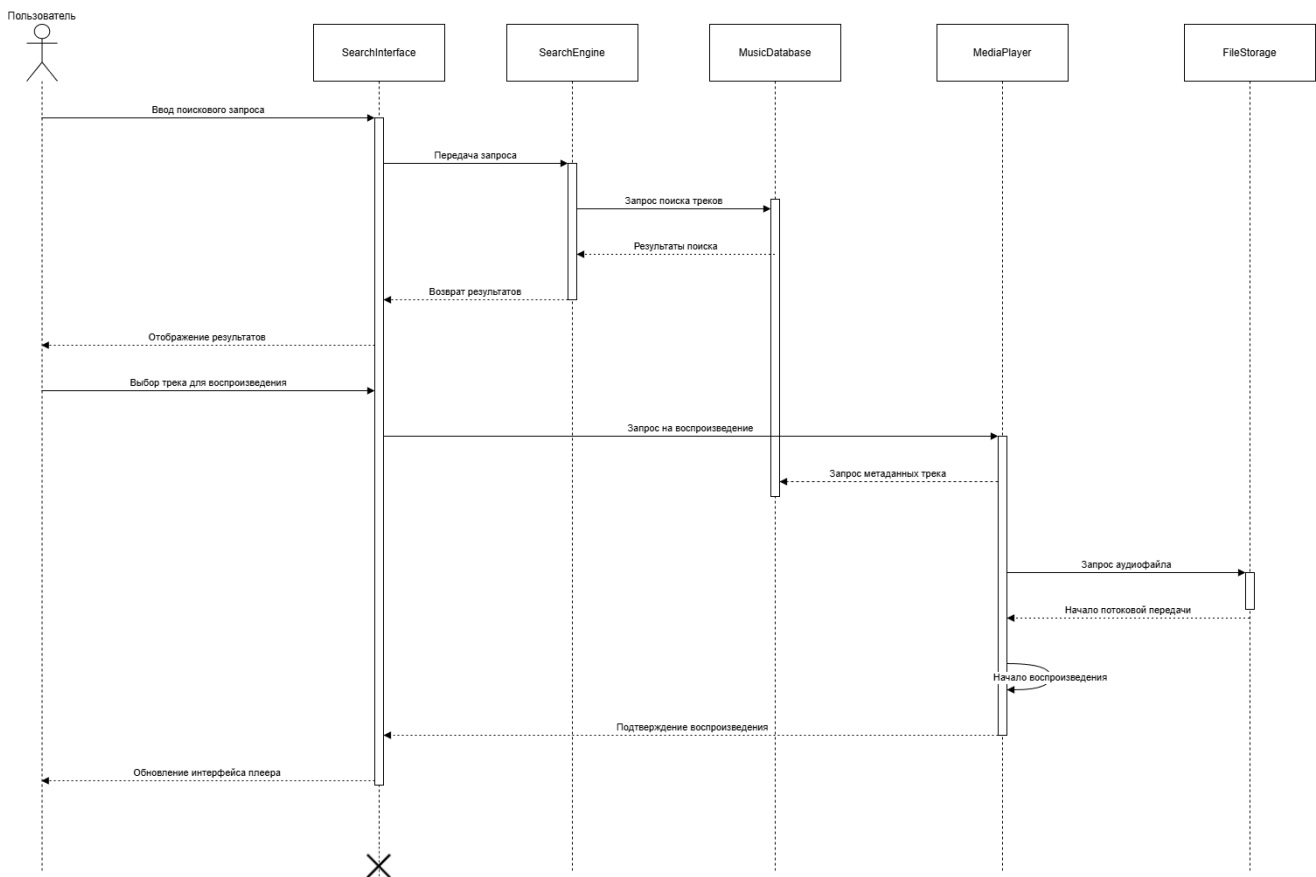 Пользователь
SearchInterface
SearchEngine
MusicDatabase
MediaPlayer
FileStorage
Ввод поискового запроса
Передача запроса
Запрос поиска треков
Результаты поиска
Возврат результатов
Отображение результатов
Выбор трека для воспроизведения
Запрос на воспроизведение
Запрос метаданных трека
Запрос аудиофайла
Начало потоковой передачи
Начало воспроизведения
Подтверждение воспроизведения
Обновление интерфейса плеера